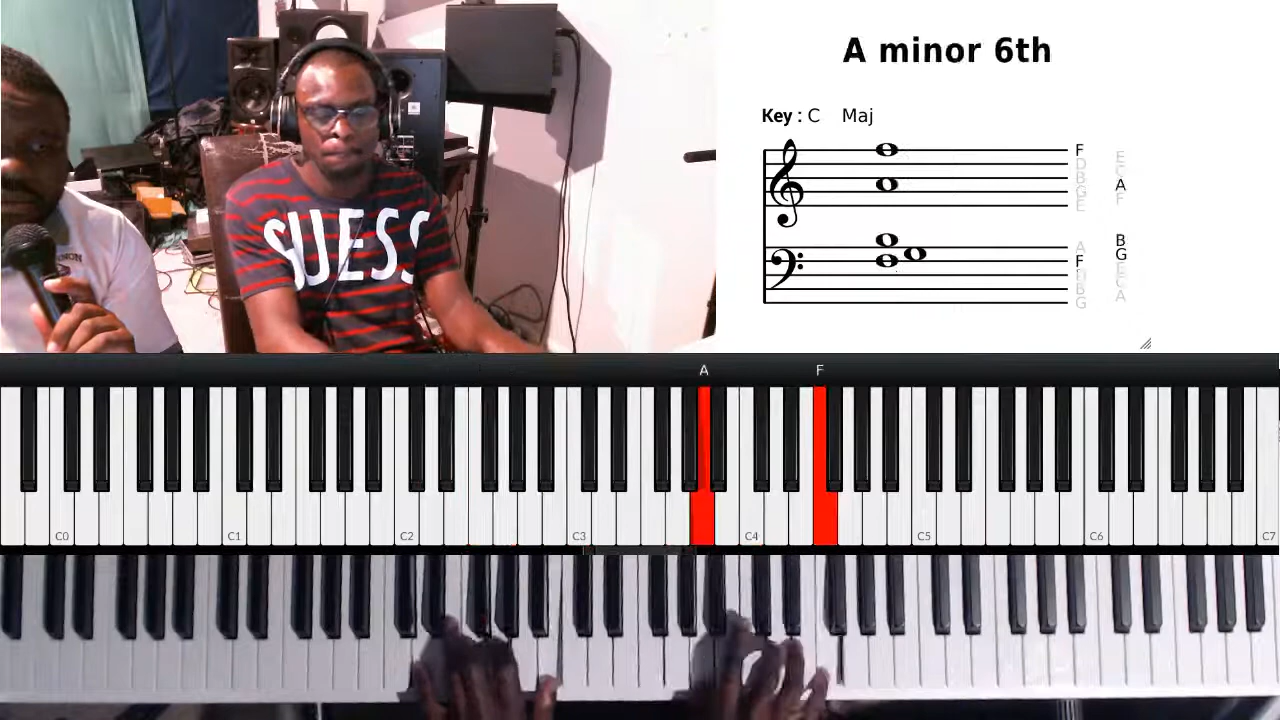 A minor 6th
Key : C Maj
F
D
B
G
E
E
C
A
F
A
F
D
B
G
B
G
E
C
A
GUESS
A F
C0 C1 C2 C3 C4 C5 C6 C7